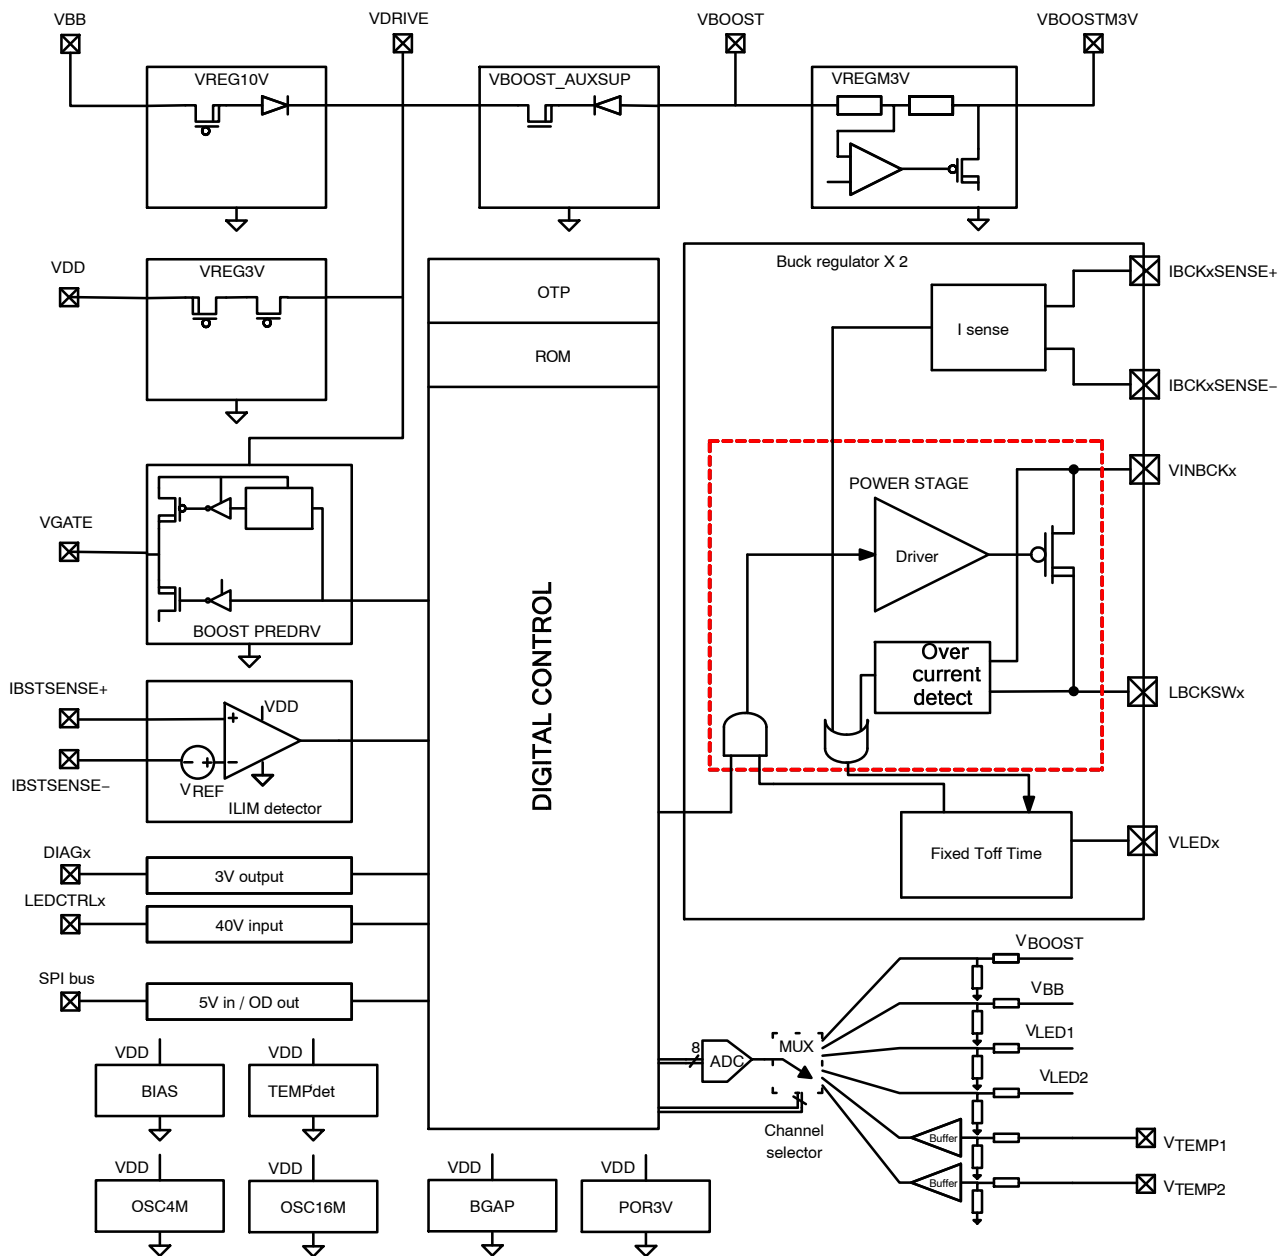 VBB
VDRIVE
VBOOST
VBOOSTM3V
VREG10V
VBOOST_AUXSUP
VREGM3V
VDD
VREG3V
OTP
ROM
DIGITAL CONTROL
Buck regulator X 2
I sense
IBCKxSENSE+
IBCKxSENSE−
POWER STAGE
Driver
VINBCKx
Over
current
detect
LBCKSWx
Fixed Toff Time
VLEDx
VGATE
BOOST PREDRV
IBSTSENSE+
IBSTSENSE−
+
VDD
− +
−
VREF
ILIM detector
DIAGx
3V output
LEDCTRLx
40V input
SPI bus
5V in / OD out
VDD
BIAS
VDD
TEMPdet
VDD
OSC4M
VDD
OSC16M
VDD
BGAP
VDD
POR3V
8
ADC
MUX
Channel
selector
VBOOST
VBB
VLED1
VLED2
Buffer
VTEMP1
Buffer
VTEMP2